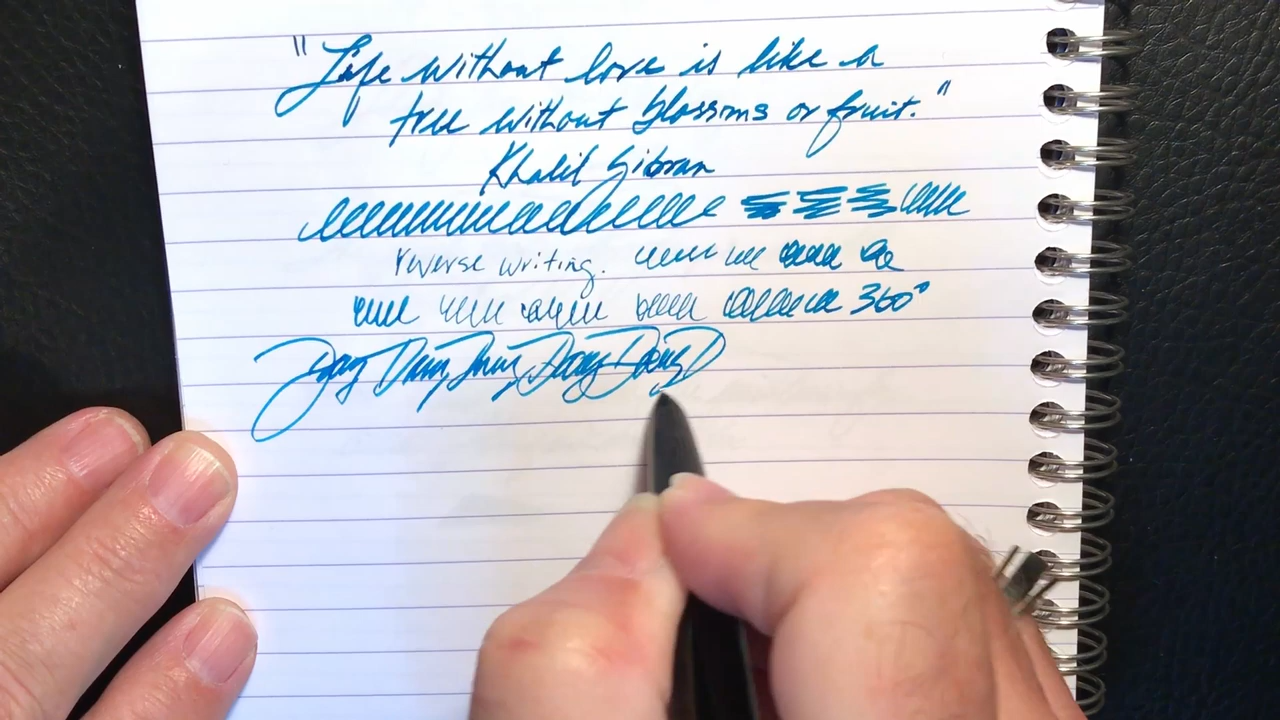 "Life without love is like a
tree without blossoms or fruit."
Khalil Gibran
reverse writing.
360°